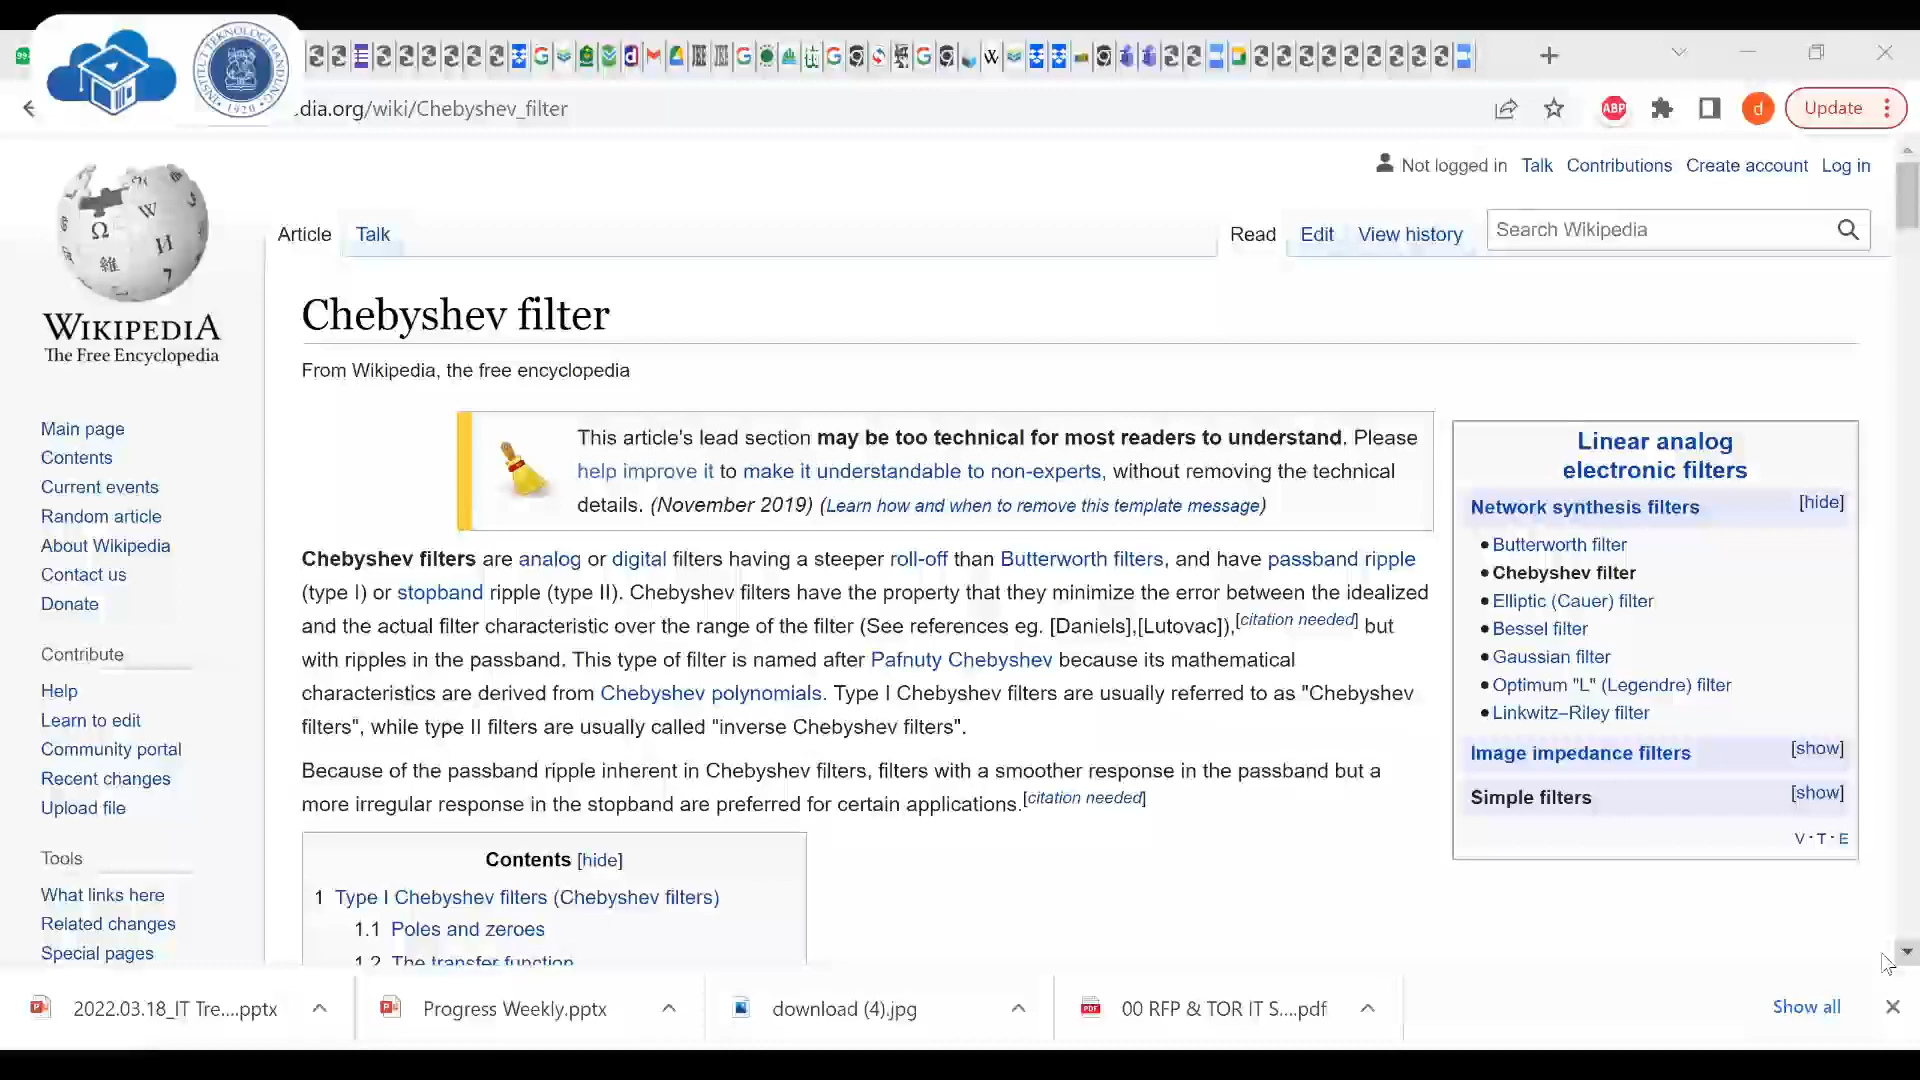 99
INSTITUT TEKNOLOGI BANDUNG
1920
dia.org/wiki/Chebyshev_filter
ABP
d
Update
Not logged in Talk Contributions Create account Log in
Article Talk Read Edit View history Search Wikipedia
WIKIPEDIA
The Free Encyclopedia
Main page
Contents
Current events
Random article
About Wikipedia
Contact us
Donate
Contribute
Help
Learn to edit
Community portal
Recent changes
Upload file
Tools
What links here
Related changes
Special pages
Chebyshev filter
From Wikipedia, the free encyclopedia
This article's lead section may be too technical for most readers to understand. Please
help improve it to make it understandable to non-experts, without removing the technical
details. (November 2019) (Learn how and when to remove this template message)
Chebyshev filters are analog or digital filters having a steeper roll-off than Butterworth filters, and have passband ripple
(type I) or stopband ripple (type II). Chebyshev filters have the property that they minimize the error between the idealized
and the actual filter characteristic over the range of the filter (See references eg. [Daniels],[Lutovac]),[citation needed] but
with ripples in the passband. This type of filter is named after Pafnuty Chebyshev because its mathematical
characteristics are derived from Chebyshev polynomials. Type I Chebyshev filters are usually referred to as "Chebyshev
filters", while type II filters are usually called "inverse Chebyshev filters".
Because of the passband ripple inherent in Chebyshev filters, filters with a smoother response in the passband but a
more irregular response in the stopband are preferred for certain applications.[citation needed]
Contents [hide]
1 Type I Chebyshev filters (Chebyshev filters)
1.1 Poles and zeroes
1.2 The transfer function
Linear analog
electronic filters
Network synthesis filters [hide]
• Butterworth filter
• Chebyshev filter
• Elliptic (Cauer) filter
• Bessel filter
• Gaussian filter
• Optimum "L" (Legendre) filter
• Linkwitz–Riley filter
Image impedance filters [show]
Simple filters [show]
V · T · E
2022.03.18_IT Tre....pptx
Progress Weekly.pptx
download (4).jpg
00 RFP & TOR IT S....pdf
Show all